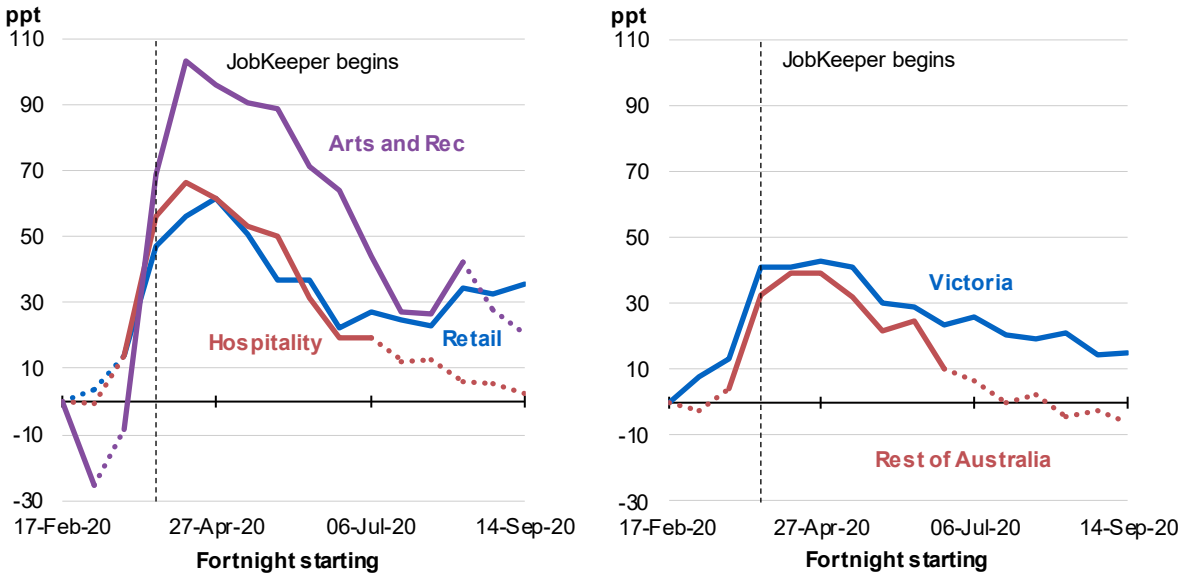 ppt
110
90
70
50
30
10
-10
-30
JobKeeper begins
Arts and Rec
Hospitality
Retail
17-Feb-20 27-Apr-20 06-Jul-20 14-Sep-20
Fortnight starting
ppt
110
90
70
50
30
10
-10
-30
JobKeeper begins
Victoria
Rest of Australia
17-Feb-20 27-Apr-20 06-Jul-20 14-Sep-20
Fortnight starting